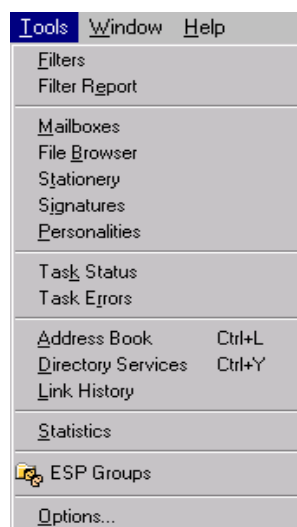 Tools Window Help
Filters
Filter Report
Mailboxes
File Browser
Stationery
Signatures
Personalities
Task Status
Task Errors
Address Book Ctrl+L
Directory Services Ctrl+Y
Link History
Statistics
ESP Groups
Options...